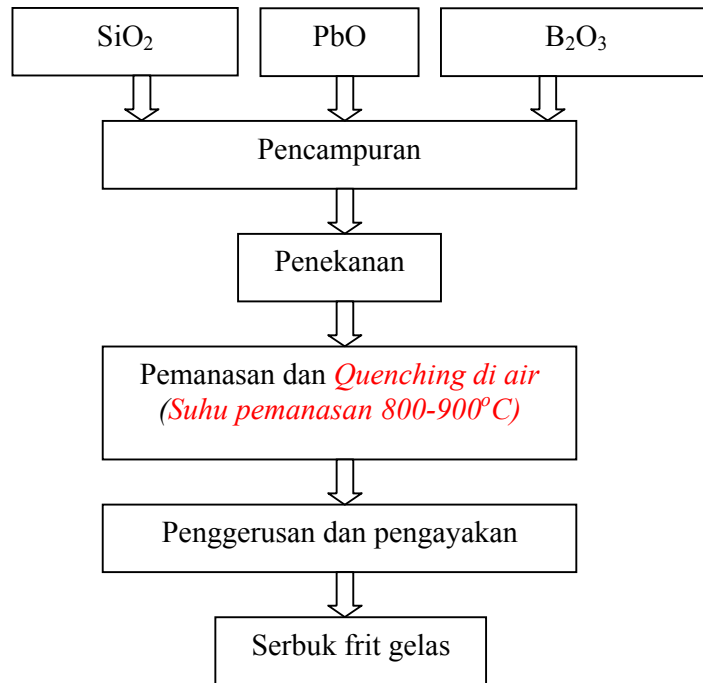 SiO₂
PbO
B₂O₃
Pencampuran
Penekanan
Pemanasan dan Quenching di air
(Suhu pemanasan 800-900°C)
Penggerusan dan pengayakan
Serbuk frit gelas